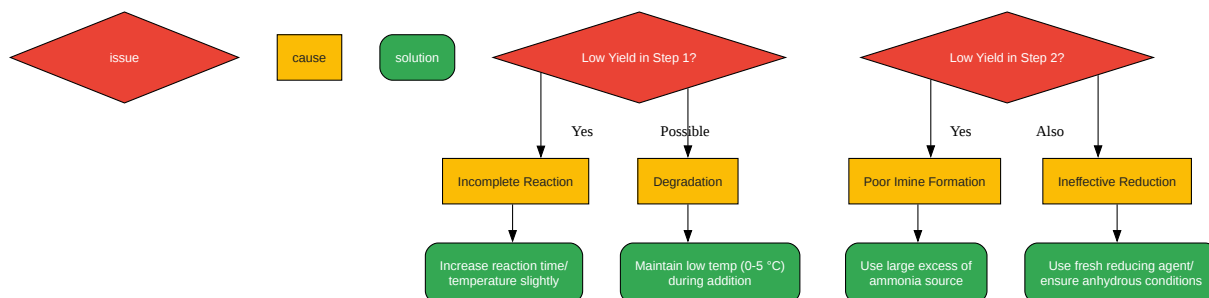 issue
cause
solution
Low Yield in Step 1?
Low Yield in Step 2?
Yes
Possible
Yes
Also
Incomplete Reaction
Degradation
Poor Imine Formation
Ineffective Reduction
Increase reaction time/
temperature slightly
Maintain low temp (0-5 °C)
during addition
Use large excess of
ammonia source
Use fresh reducing agent/
ensure anhydrous conditions